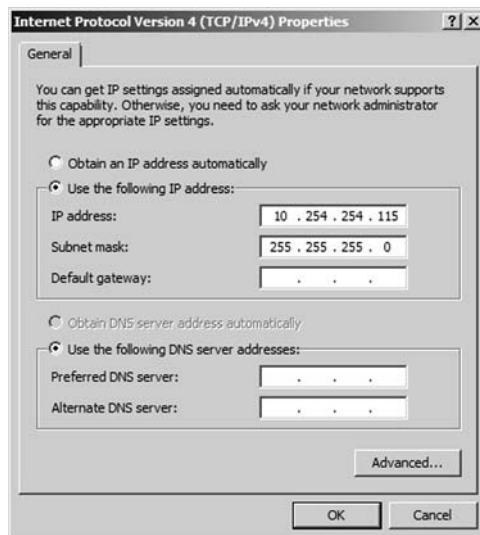 Internet Protocol Version 4 (TCP/IPv4) Properties ? X
General
You can get IP settings assigned automatically if your network supports
this capability. Otherwise, you need to ask your network administrator
for the appropriate IP settings.
Obtain an IP address automatically
Use the following IP address:
IP address: 10 . 254 . 254 . 115
Subnet mask: 255 . 255 . 255 . 0
Default gateway: . . .
Obtain DNS server address automatically
Use the following DNS server addresses:
Preferred DNS server: . . .
Alternate DNS server: . . .
Advanced...
OK Cancel